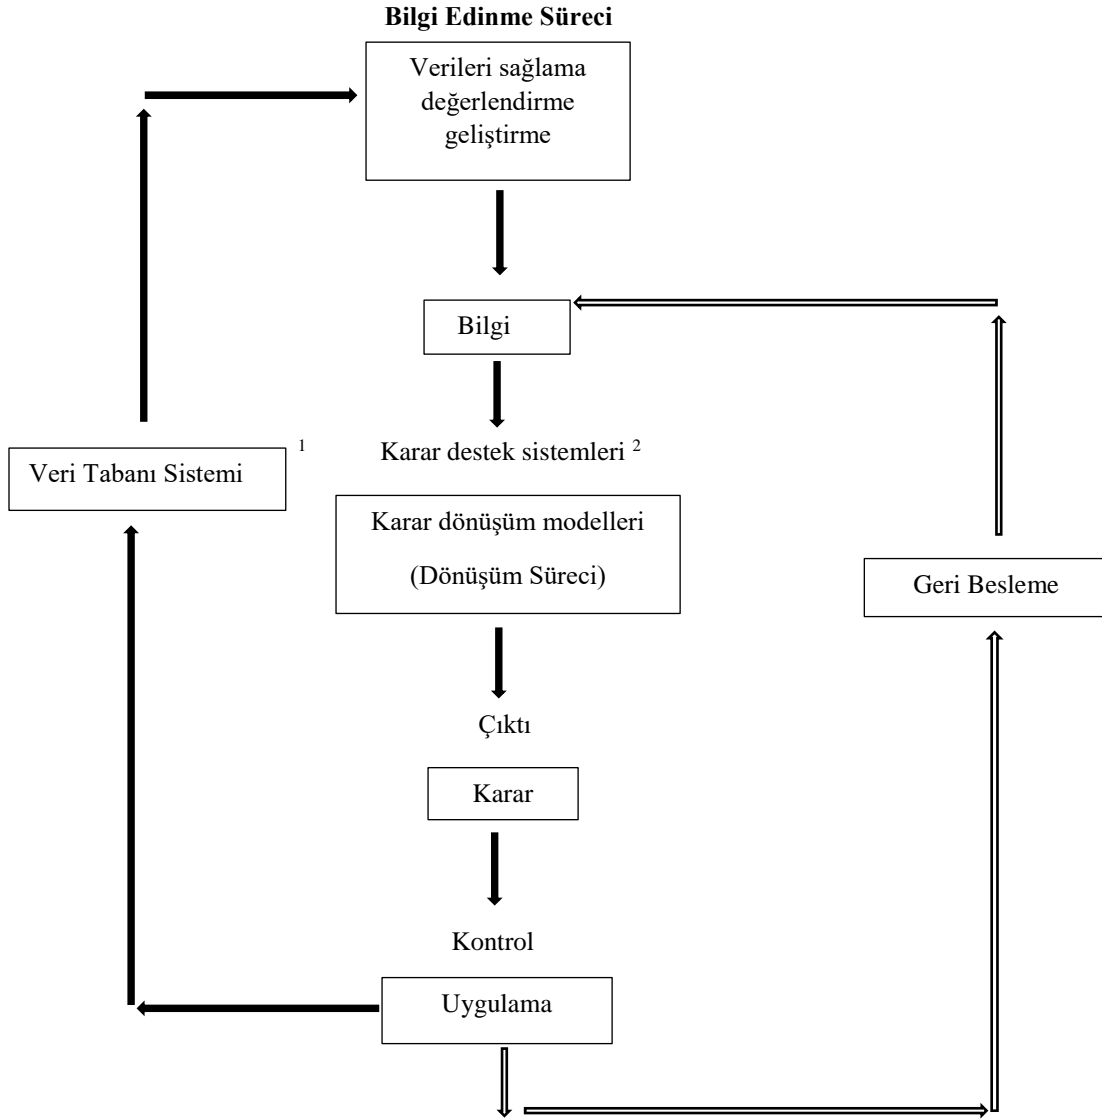 Bilgi Edinme Süreci
Verileri sağlama
değerlendirme
geliştirme
Bilgi
Veri Tabanı Sistemi 1
Karar destek sistemleri 2
Karar dönüşüm modelleri
(Dönüşüm Süreci)
Geri Besleme
Çıktı
Karar
Kontrol
Uygulama